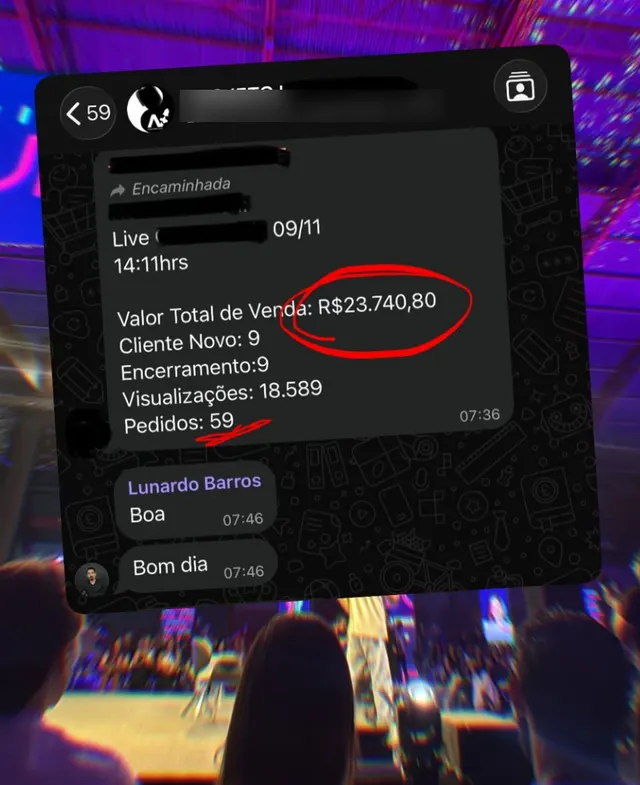 59
Encaminhada
Live 09/11
14:11hrs
Valor Total de Venda: R$23.740,80
Cliente Novo: 9
Encerramento:9
Visualizações: 18.589
Pedidos: 59
07:36
Lunardo Barros
Boa
07:46
Bom dia
07:46